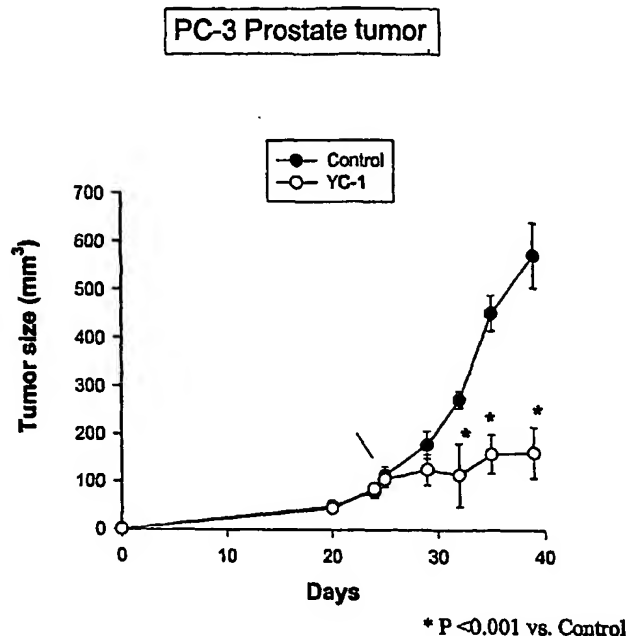 PC-3 Prostate tumor
Control
YC-1
700
600
500
400
300
200
100
0
Tumor size (mm³)
* * *
0 10 20 30 40
Days
* P <0.001 vs. Control